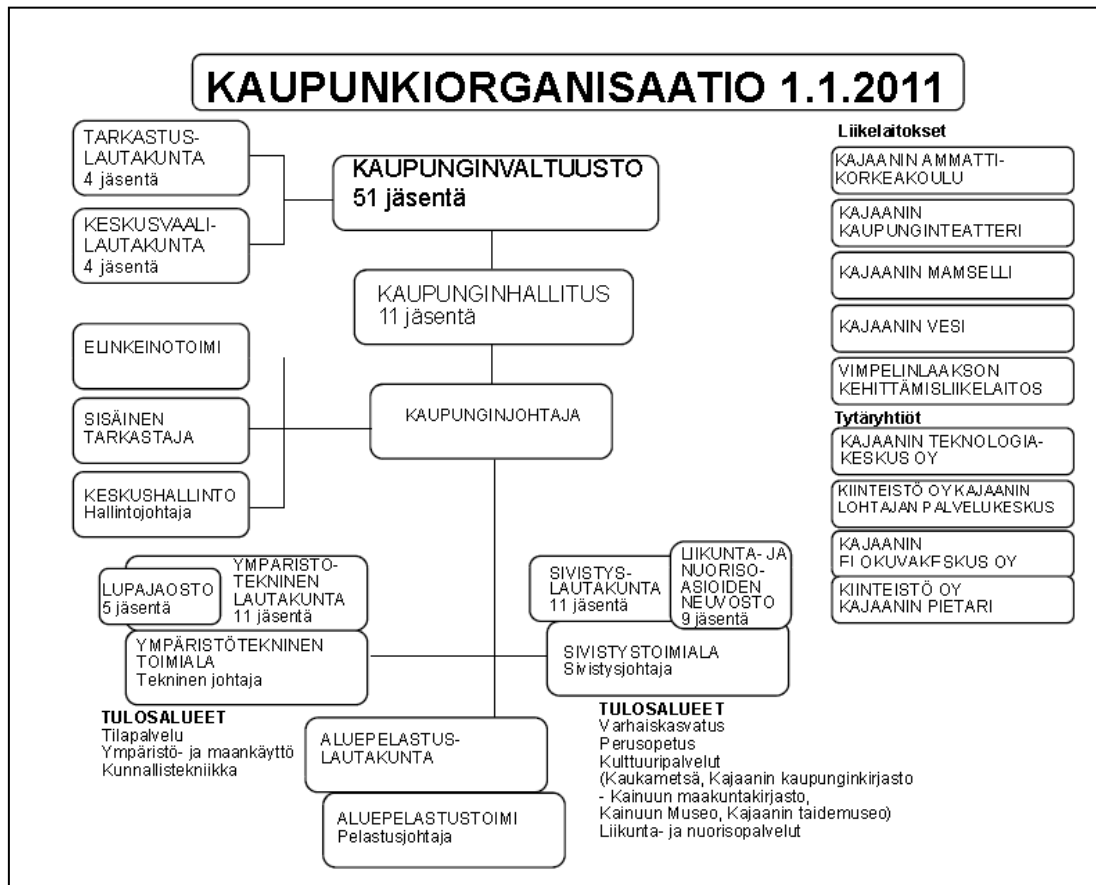 KAUPUNKIORGANISAATIO 1.1.2011
TARKASTUS-
LAUTAKUNTA
4 jäsentä
KESKUSVAALI-
LAUTAKUNTA
4 jäsentä
KAUPUNGINVALTUUSTO
51 jäsentä
KAUPUNGINHALLITUS
11 jäsentä
ELINKEINOTOIMI
SISÄINEN
TARKASTAJA
KESKUSHALLINTO
Hallintojohtaja
KAUPUNGINJOHTAJA
LUPAJAOSTO
5 jäsentä
YMPÄRISTÖ-
TEKNINEN
LAUTAKUNTA
11 jäsentä
YMPÄRISTÖTEKNINEN
TOIMIALA
Tekninen johtaja
TULOSALUEET
Tilapalvelu
Ympäristö- ja maankäyttö
Kunnallistekniikka
SIVISTYS-
LAUTAKUNTA
11 jäsentä
LIIKUNTA- JA
NUORISO-
ASIOIDEN
NEUVOSTO
9 jäsentä
SIVISTYSTOIMIALA
Sivistysjohtaja
TULOSALUEET
Varhaiskasvatus
Perusopetus
Kulttuuripalvelut
(Kaukametsä, Kajaanin kaupunginkirjasto
- Kainuun maakuntakirjasto,
Kainuun Museo, Kajaanin taidemuseo)
Liikunta- ja nuorisopalvelut
ALUEPELASTUS-
LAUTAKUNTA
ALUEPELASTUSTOIMI
Pelastusjohtaja
Liikelaitokset
KAJAANIN AMMATTI-
KORKEAKOULU
KAJAANIN
KAUPUNGINTEATTERI
KAJAANIN MAMSELLI
KAJAANIN VESI
VIMPELINLAAKSON
KEHITTÄMISLIIKELAITOS
Tytäryhtiöt
KAJAANIN TEKNOLOGIA-
KESKUS OY
KIINTEISTÖ OY KAJAANIN
LOHTAJAN PALVELUKESKUS
KAJAANIN
ELOKUVAKESKUS OY
KIINTEISTÖ OY
KAJAANIN PIETARI